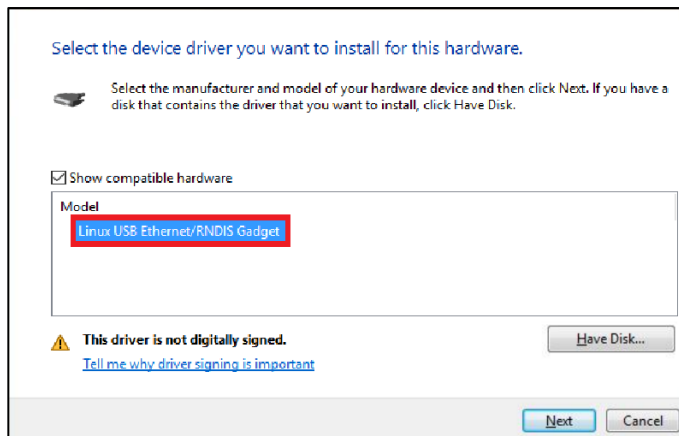 Select the device driver you want to install for this hardware.
Select the manufacturer and model of your hardware device and then click Next. If you have a
disk that contains the driver that you want to install, click Have Disk.
Show compatible hardware
Model
Linux USB Ethernet/RNDIS Gadget
This driver is not digitally signed.
Have Disk...
Tell me why driver signing is important
Next
Cancel